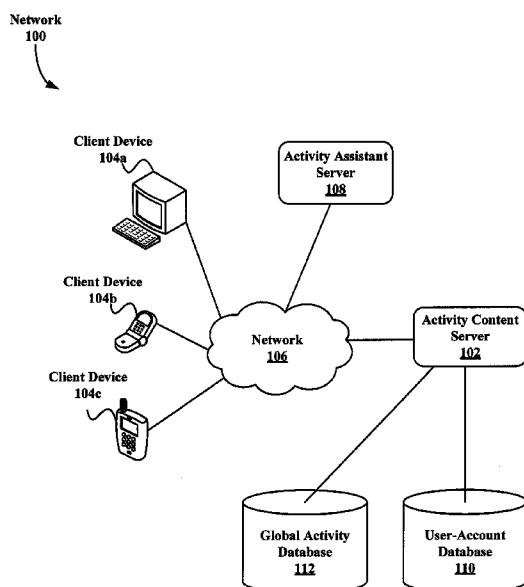 Network
100
Client Device
104a
Activity Assistant
Server
108
Client Device
104b
Network
106
Activity Content
Server
102
Client Device
104c
Global Activity
Database
112
User-Account
Database
110